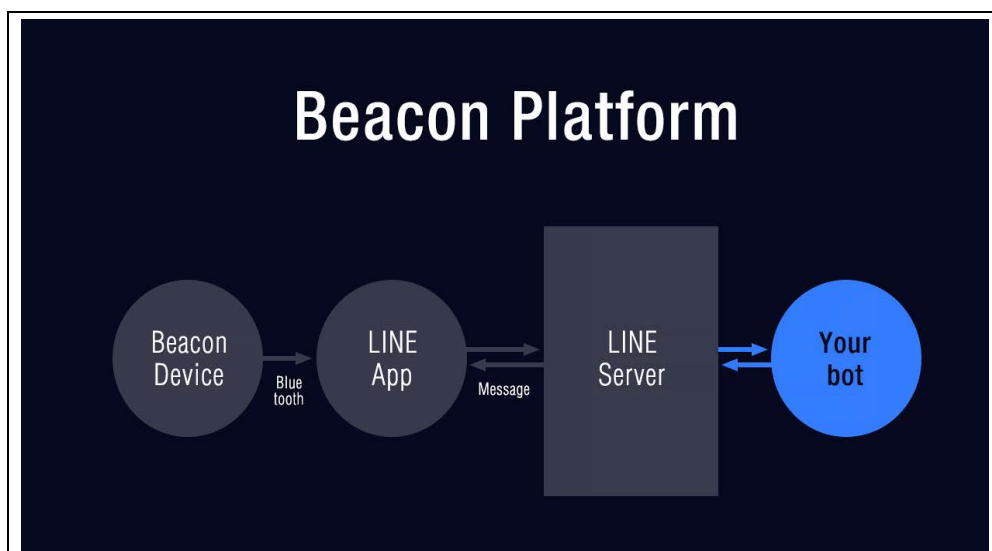 Beacon Platform
Beacon
Device
Blue
tooth
LINE
App
Message
LINE
Server
Your
bot